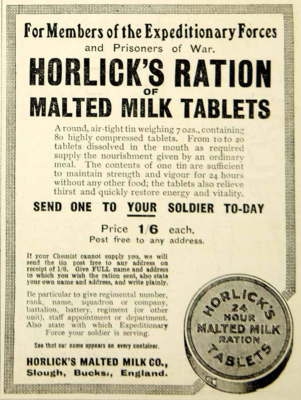 For Members of the Expeditionary Forces
and Prisoners of War.
HORLICK'S RATION
OF
MALTED MILK TABLETS
A round, air-tight tin weighing 7 ozs., containing
80 highly compressed tablets. From 10 to 20
tablets dissolved in the mouth as required
supply the nourishment given by an ordinary
meal. The contents of one tin are sufficient
to maintain strength and vigour for 24 hours
without any other food; the tablets also relieve
thirst and quickly restore energy and vitality.
SEND ONE TO YOUR SOLDIER TO-DAY
Price 1/6 each.
Post free to any address.
If your Chemist cannot supply you, we will
send the tin post free to any address on
receipt of 1/6. Give FULL name and address
to which you wish the ration sent, also state
your own name and address, and write plainly.
Be particular to give regimental number,
rank, name, squadron or company,
battalion, battery, regiment (or other
unit), staff appointment or department.
Also state with which Expeditionary
Force your soldier is serving.
See that our name appears on every container.
HORLICK'S MALTED MILK CO.,
Slough, Bucks., England.
HORLICK'S
24
HOUR
MALTED MILK
RATION
TABLETS